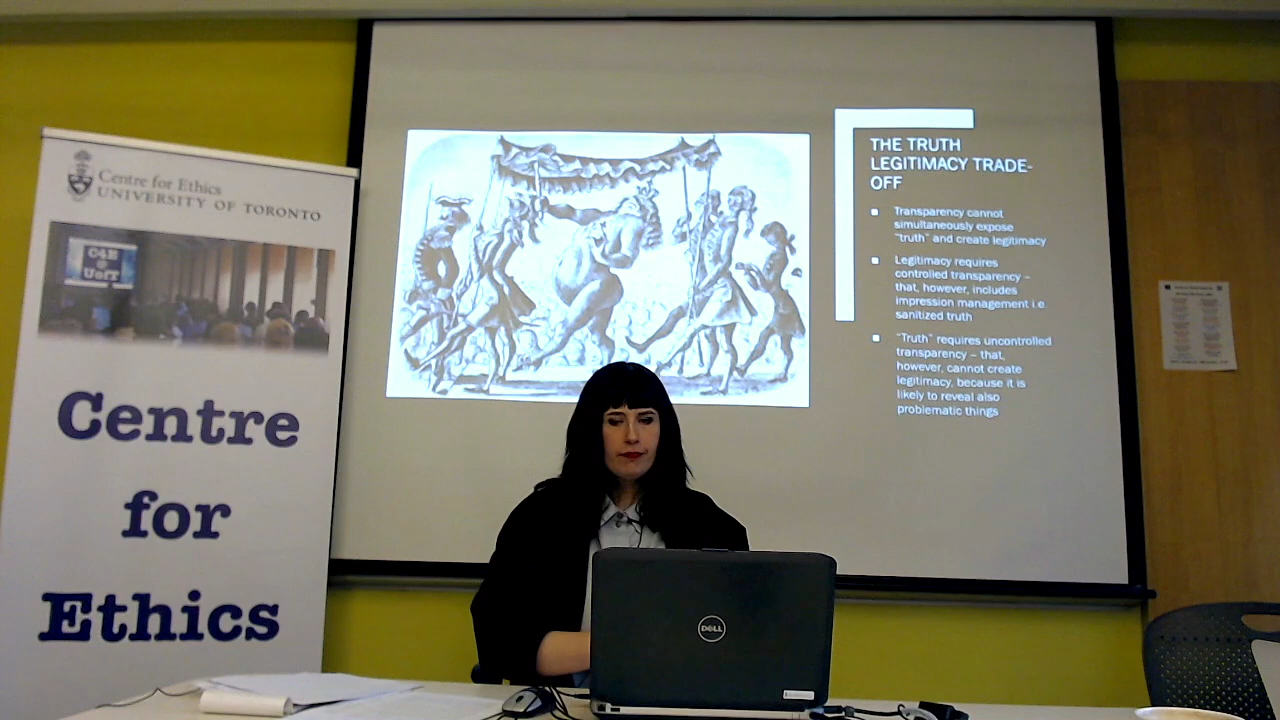 Centre for Ethics
UNIVERSITY OF TORONTO
C4E
@
UofT
Centre
for
Ethics
THE TRUTH
LEGITIMACY TRADE-
OFF
Transparency cannot
simultaneously expose
"truth" and create legitimacy
Legitimacy requires
controlled transparency –
that, however, includes
impression management i.e.
sanitized truth
"Truth" requires uncontrolled
transparency – that,
however, cannot create
legitimacy, because it is
likely to reveal also
problematic things
DELL